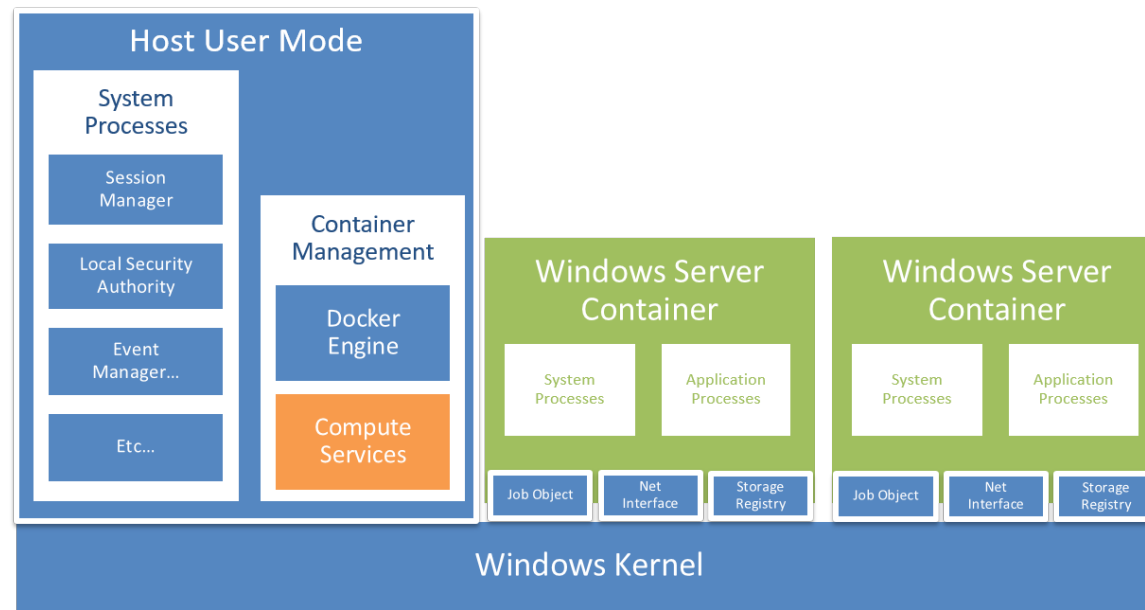 Host User Mode
System
Processes
Session
Manager
Local Security
Authority
Event
Manager...
Etc...
Container
Management
Docker
Engine
Compute
Services
Windows Server
Container
System
Processes
Application
Processes
Job Object
Net
Interface
Storage
Registry
Windows Server
Container
System
Processes
Application
Processes
Job Object
Net
Interface
Storage
Registry
Windows Kernel